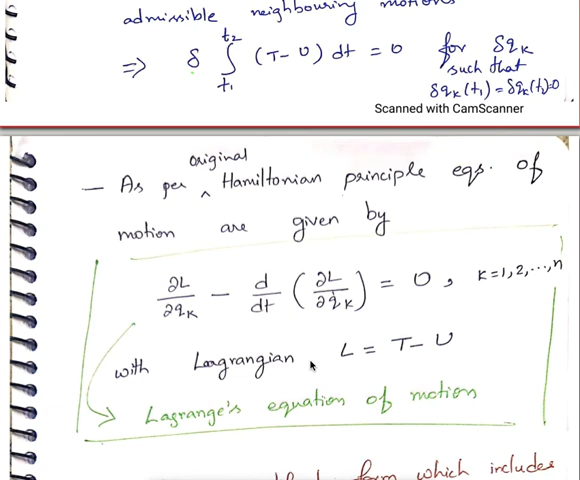 admissible neighbouring
⇒ δ ∫_{t₁}^{t₂} (T – U) dt = 0 for δq_k
such that
δq_k(t₁) = δq_k(t₂)=0
Scanned with CamScanner
original
– As per ^ Hamiltonian principle eqs. of
motion are given by
∂L/∂q_k – d/dt (∂L/∂q̇_k) = 0, k=1,2,...,n
with Lagrangian, L = T – U
Lagrange's equation of motion
form which includes